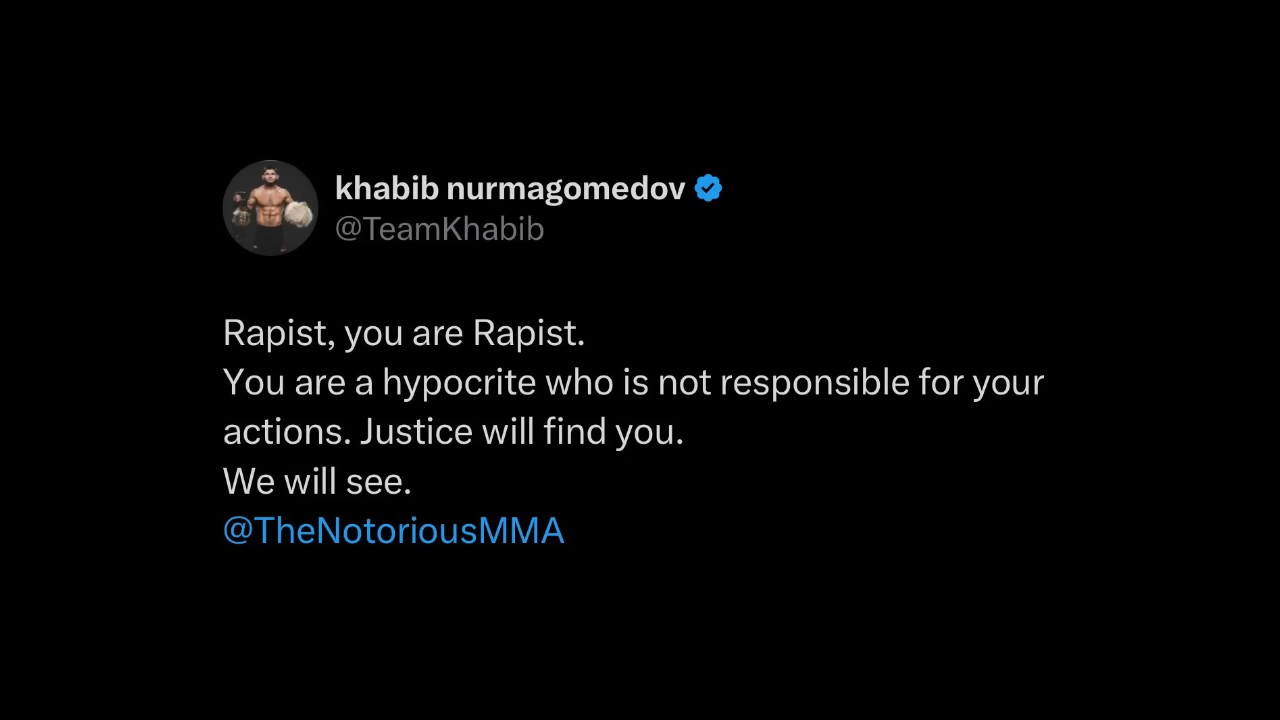 khabib nurmagomedov
@TeamKhabib
Rapist, you are Rapist.
You are a hypocrite who is not responsible for your
actions. Justice will find you.
We will see.
@TheNotoriousMMA